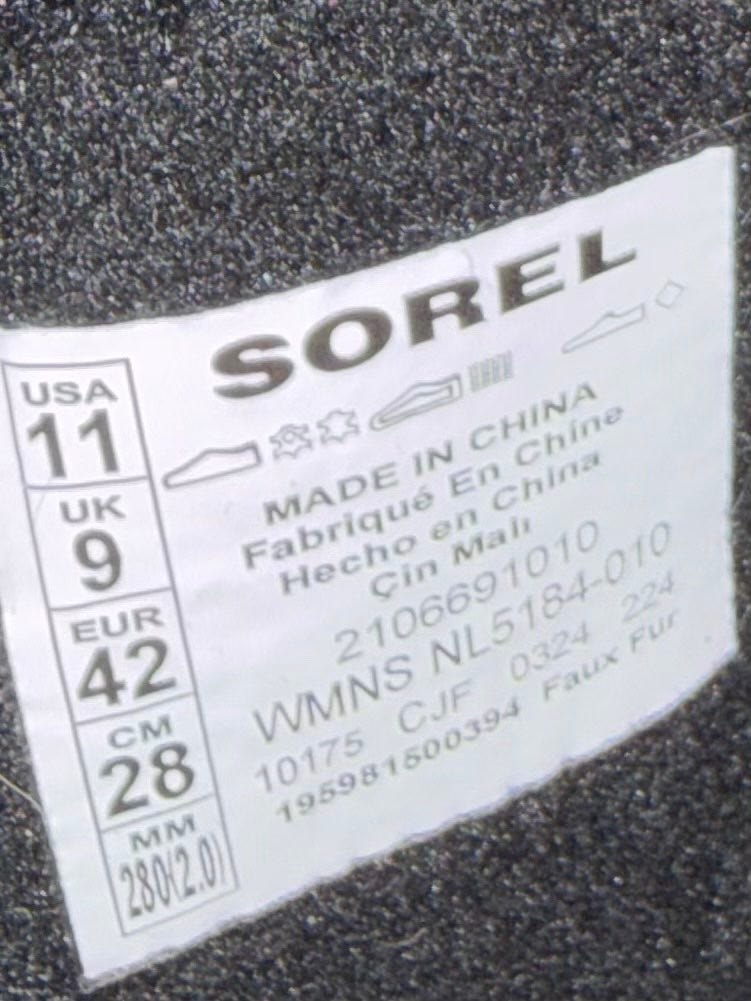 SOREL
USA
11
UK
9
EUR
42
CM
28
MM
280(2.0)
MADE IN CHINA
Fabriqué En Chine
Hecho en China
Çin Malı
2106691010
WMNS NL5184-010
10175 CJF 0324 224
195981500394 Faux Fur